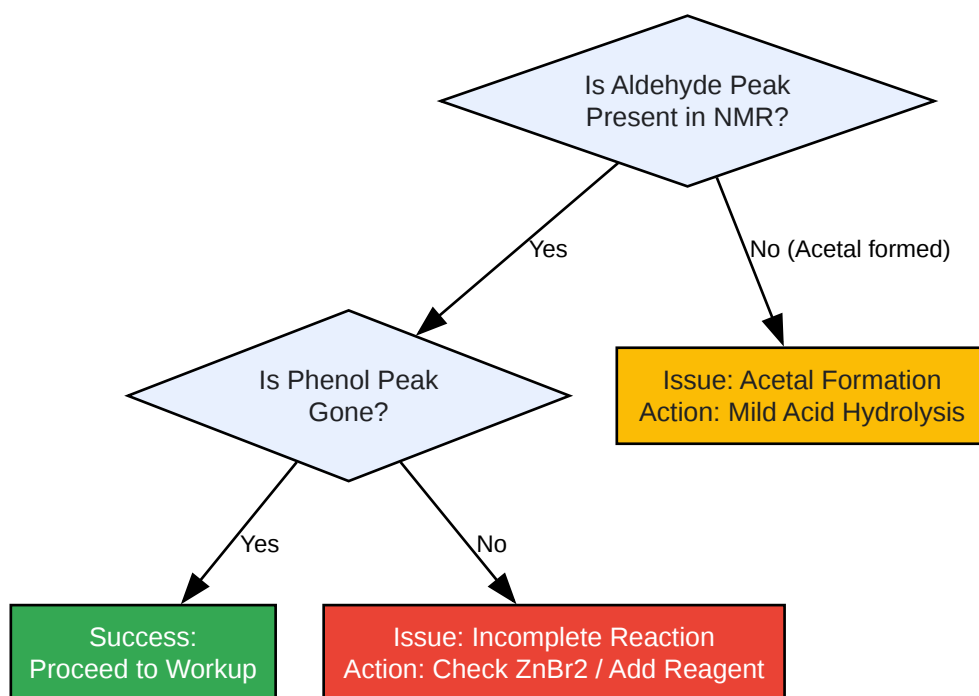 Is Aldehyde Peak
Present in NMR?
Yes
No (Acetal formed)
Is Phenol Peak
Gone?
Issue: Acetal Formation
Action: Mild Acid Hydrolysis
Yes
No
Success:
Proceed to Workup
Issue: Incomplete Reaction
Action: Check ZnBr2 / Add Reagent